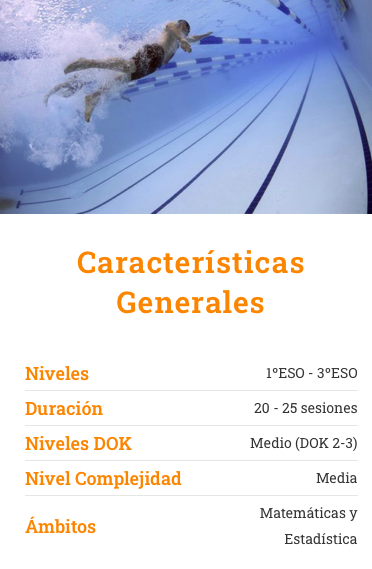 Características
Generales
Niveles 1ºESO - 3ºESO
Duración 20 - 25 sesiones
Niveles DOK Medio (DOK 2-3)
Nivel Complejidad Media
Ámbitos Matemáticas y
Estadística